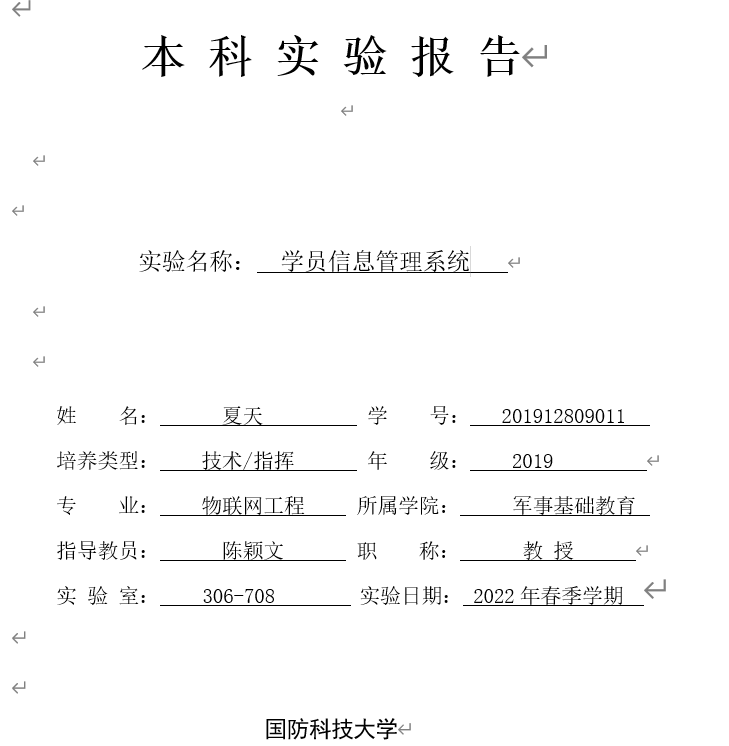 本科实验报告
实验名称：学员信息管理系统
姓 名：夏天 学 号：201912809011
培养类型：技术/指挥 年 级：2019
专 业：物联网工程 所属学院：军事基础教育
指导教员：陈颖文 职 称：教 授
实 验 室：306-708 实验日期：2022 年春季学期
国防科技大学